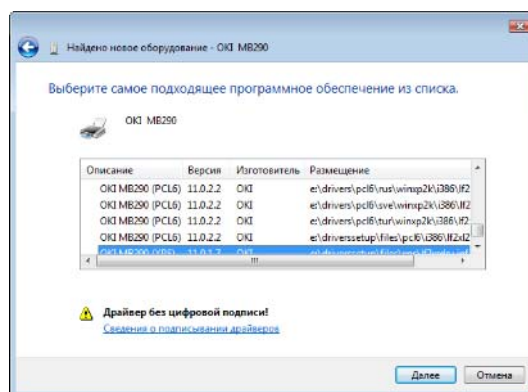 Найдено новое оборудование - OKI MB290
Выберите самое подходящее программное обеспечение из списка.
OKI MB290
Описание Версия Изготовитель Размещение
OKI MB290 (PCL6) 11.0.2.2 OKI e:\drivers\pcl6\rus\winxp2k\i386\lf2
OKI MB290 (PCL6) 11.0.2.2 OKI e:\drivers\pcl6\sve\winxp2k\i386\lf2
OKI MB290 (PCL6) 11.0.2.2 OKI e:\drivers\pcl6\tur\winxp2k\i386\lf2
OKI MB290 (PCL6) 11.0.2.2 OKI e:\driverssetup\files\pcl6\i386\lf2xl2
OKI MB290 (XPS) OKI
Драйвер без цифровой подписи!
Сведения о подписывании драйверов
Далее Отмена